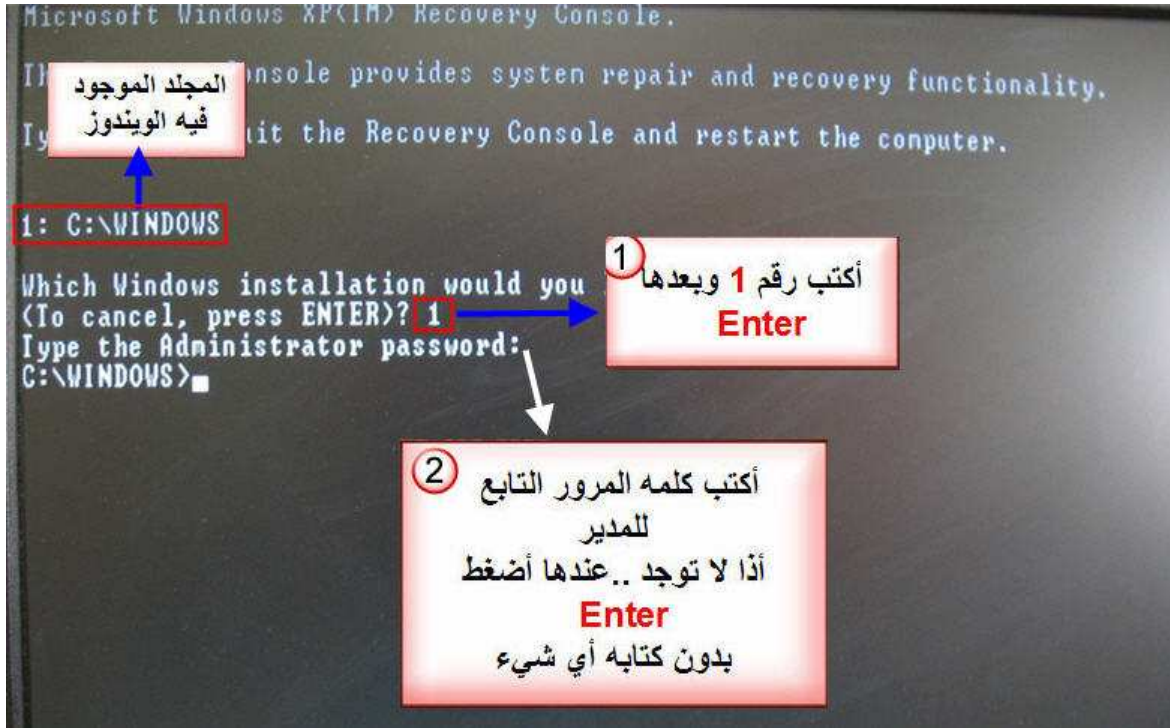 Microsoft Windows XP(TM) Recovery Console.
المجلد الموجود
فيه الويندوز
provides system repair and recovery functionality.
the Recovery Console and restart the computer.
1: C:\WINDOWS
Which Windows installation would you
(To cancel, press ENTER)? 1
Type the Administrator password:
C:\WINDOWS>
1
أكتب رقم 1 وبعدها
Enter
2
أكتب كلمه المرور التابع
للمدير
أذا لا توجد ..عندها أضغط
Enter
بدون كتابه أي شيء